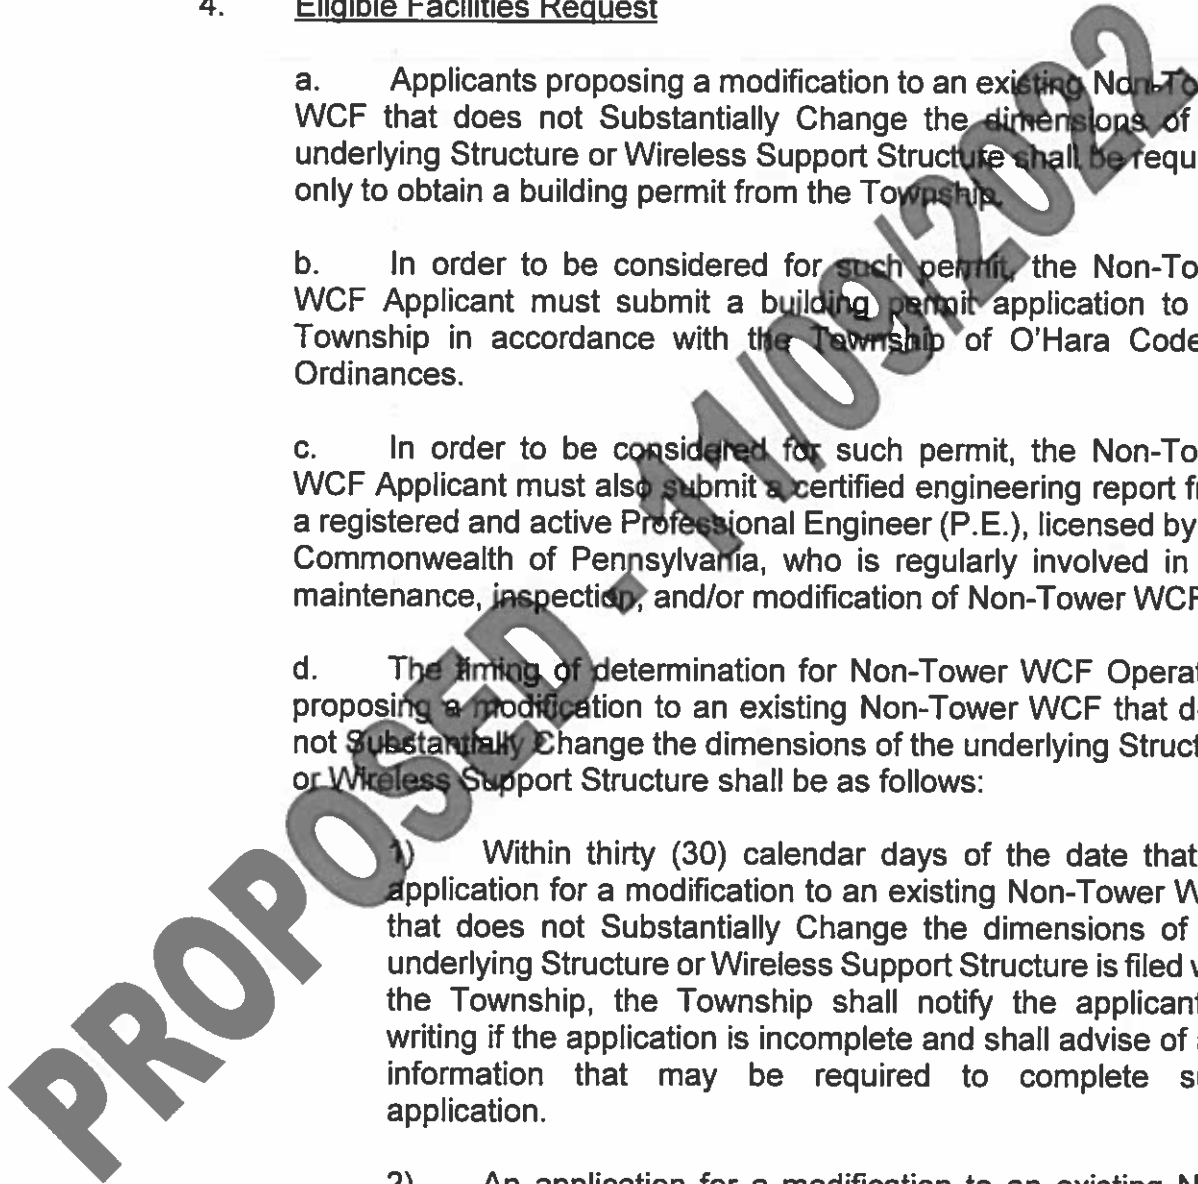 4. Eligible Facilities Request
a. Applicants proposing a modification to an existing Non-To
WCF that does not Substantially Change the dimensions of
underlying Structure or Wireless Support Structure shall be requ
only to obtain a building permit from the Township.
b. In order to be considered for such permit, the Non-To
WCF Applicant must submit a building permit application to
Township in accordance with the Township of O'Hara Code
Ordinances.
c. In order to be considered for such permit, the Non-To
WCF Applicant must also submit a certified engineering report f
a registered and active Professional Engineer (P.E.), licensed by
Commonwealth of Pennsylvania, who is regularly involved in
maintenance, inspection, and/or modification of Non-Tower WCF
d. The timing of determination for Non-Tower WCF Operat
proposing a modification to an existing Non-Tower WCF that d
not Substantially Change the dimensions of the underlying Struct
or Wireless Support Structure shall be as follows:
1) Within thirty (30) calendar days of the date that
application for a modification to an existing Non-Tower W
that does not Substantially Change the dimensions of
underlying Structure or Wireless Support Structure is filed
the Township, the Township shall notify the applicant
writing if the application is incomplete and shall advise of
information that may be required to complete s
application.
2) An application for a modification to an existing N
PROPOSED - 11/09/2022